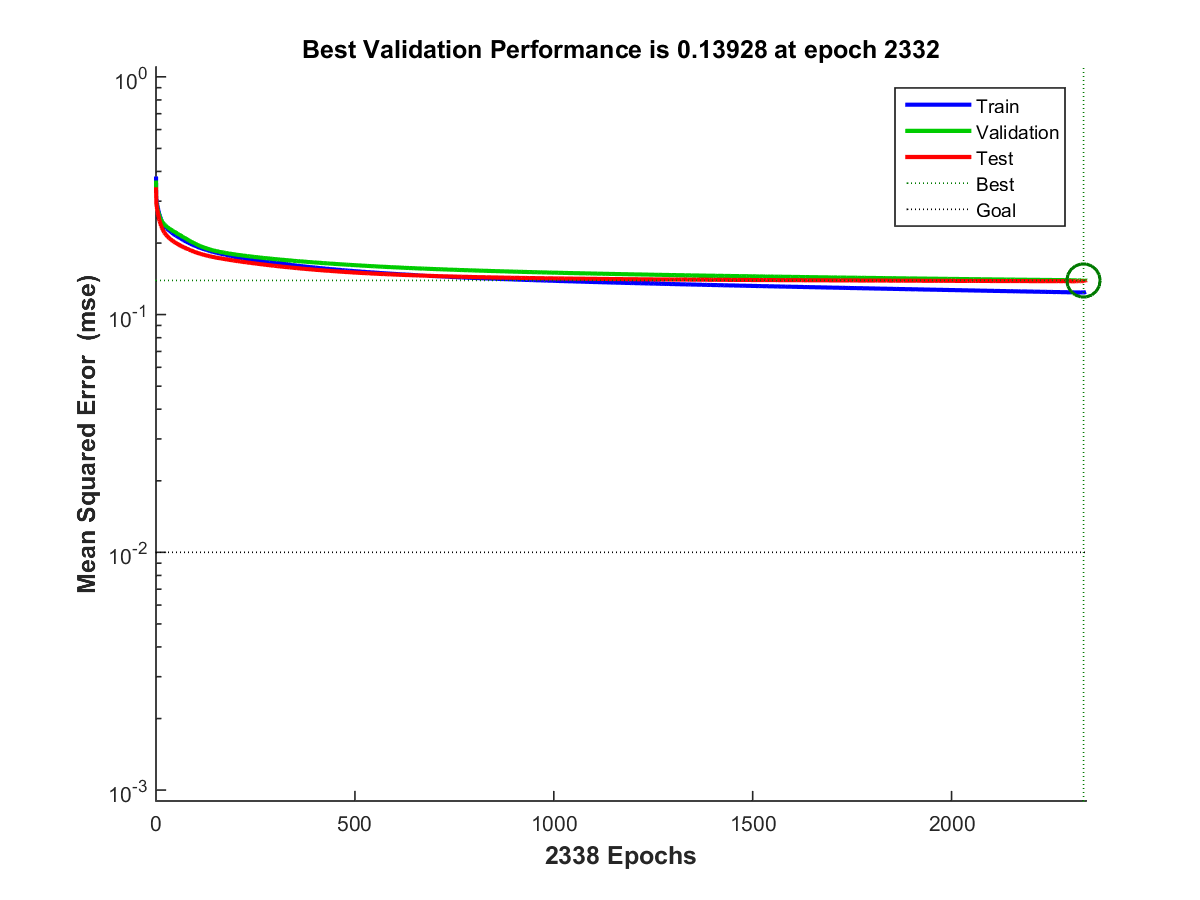 Best Validation Performance is 0.13928 at epoch 2332
10^0
10^-1
10^-2
10^-3
Mean Squared Error (mse)
Train
Validation
Test
Best
Goal
0 500 1000 1500 2000
2338 Epochs